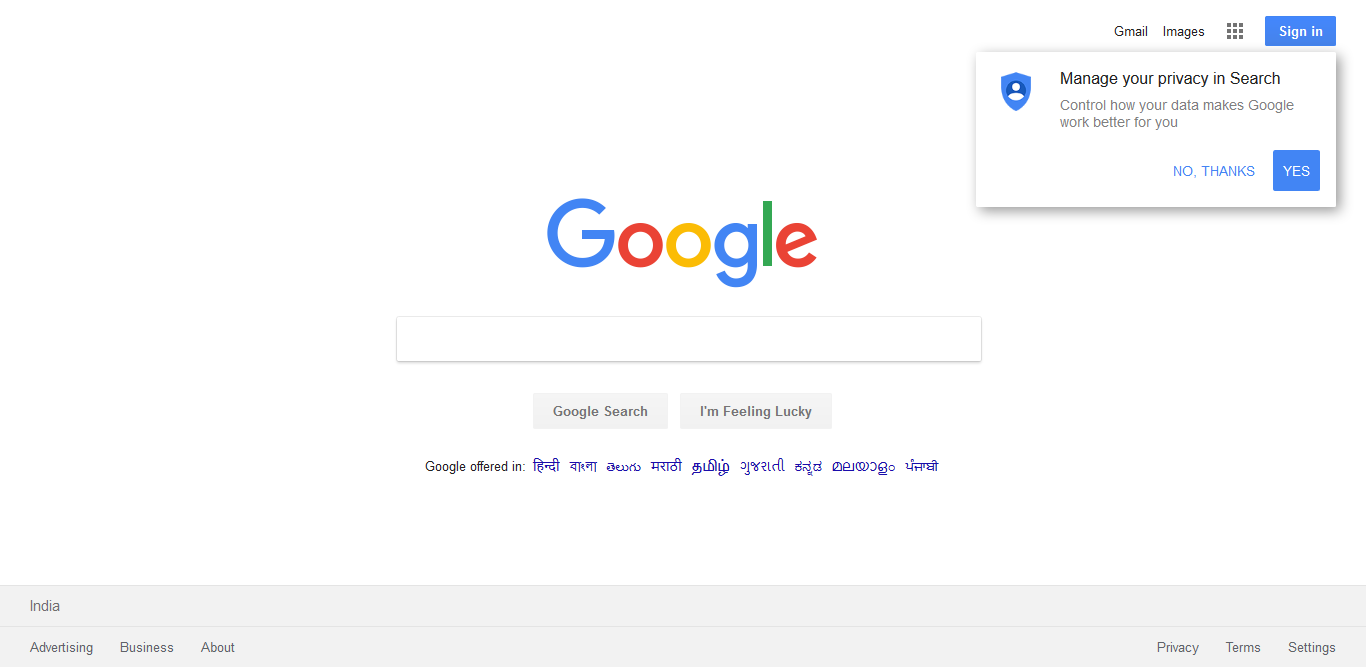 Gmail Images Sign in
Manage your privacy in Search
Control how your data makes Google
work better for you
NO, THANKS YES
Google
Google Search I'm Feeling Lucky
Google offered in: हिन्दी বাংলা తెలుగు मराठी தமிழ் ગુજરાતી ಕನ್ನಡ മലയാളം ਪੰਜਾਬੀ
India
Advertising Business About Privacy Terms Settings